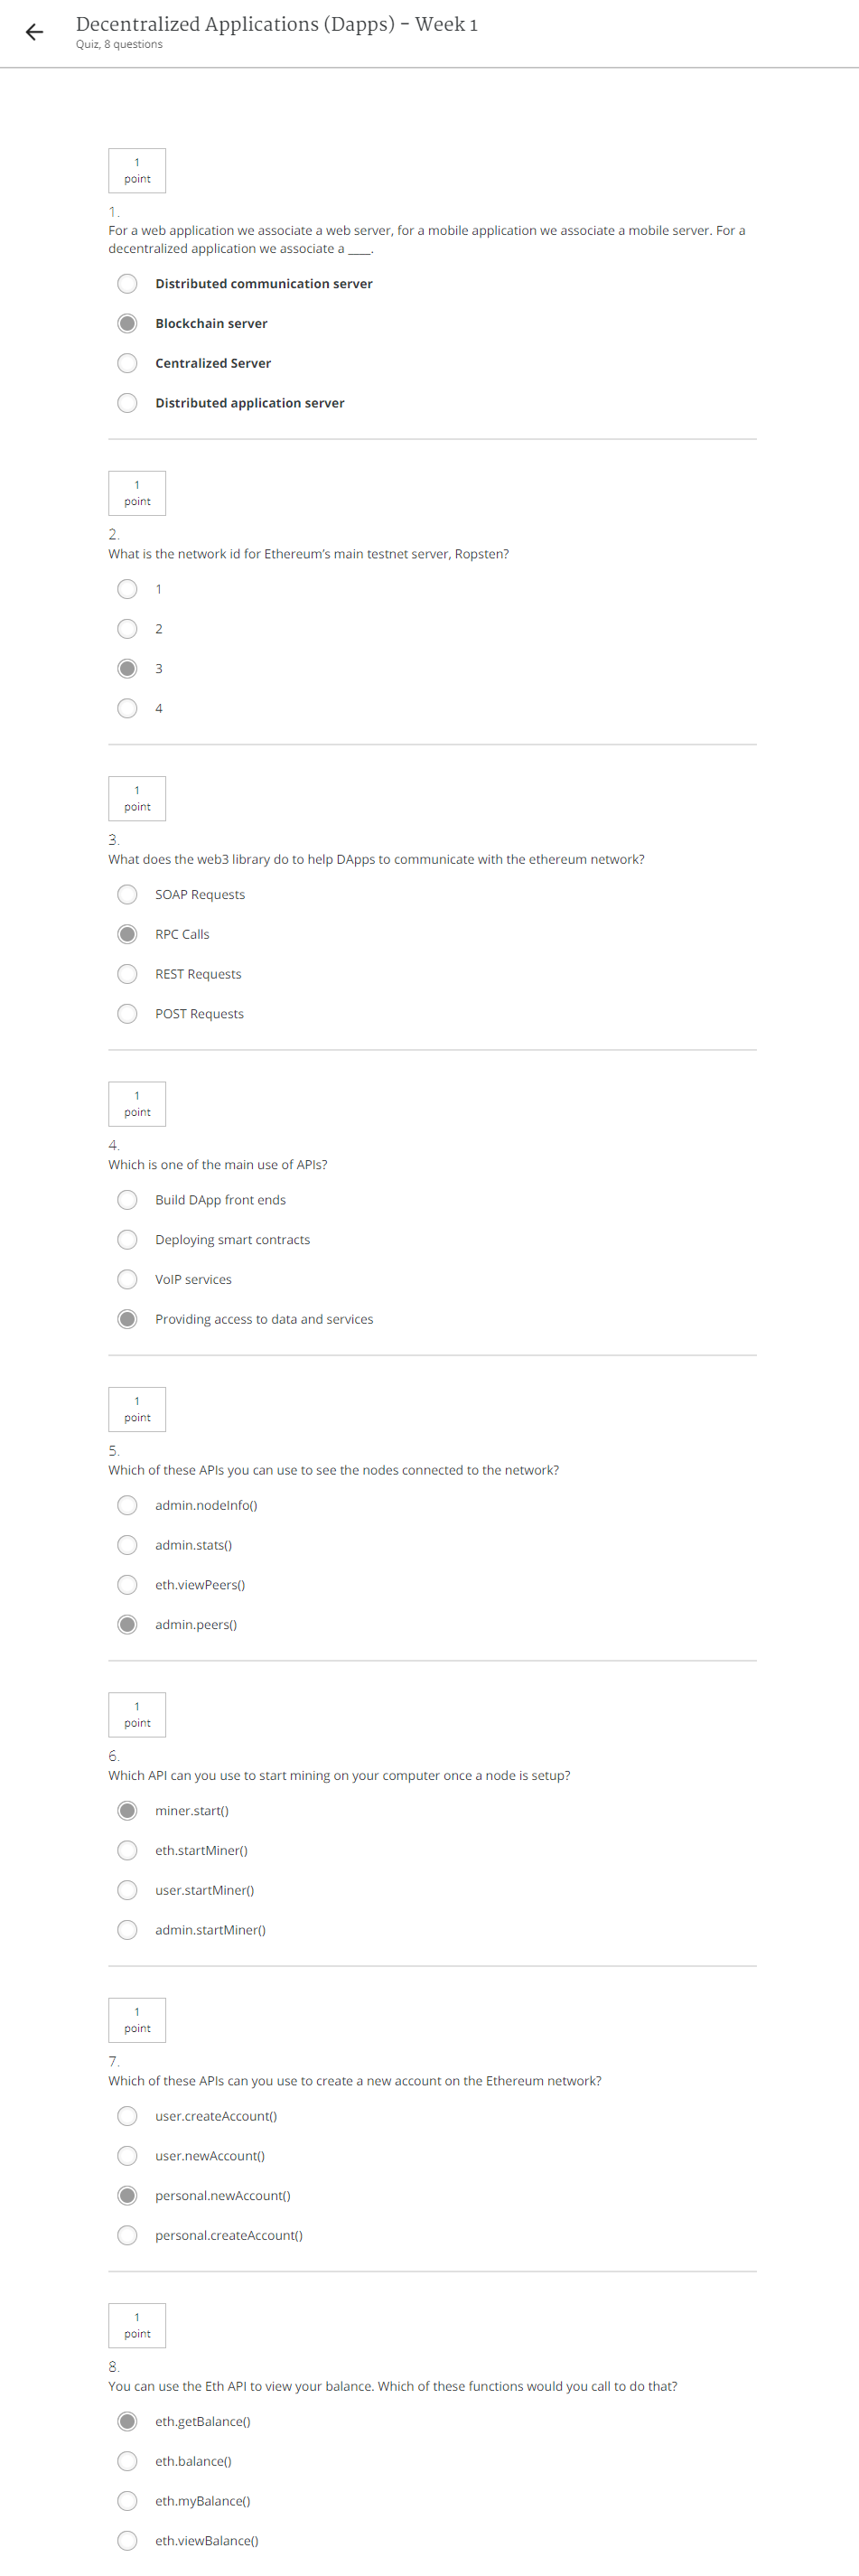 Decentralized Applications (Dapps) - Week 1
Quiz, 8 questions
1
point
1.
For a web application we associate a web server, for a mobile application we associate a mobile server. For a
decentralized application we associate a ____.
Distributed communication server
Blockchain server
Centralized Server
Distributed application server
1
point
2.
What is the network id for Ethereum's main testnet server, Ropsten?
1
2
3
4
1
point
3.
What does the web3 library do to help DApps to communicate with the ethereum network?
SOAP Requests
RPC Calls
REST Requests
POST Requests
1
point
4.
Which is one of the main use of APIs?
Build DApp front ends
Deploying smart contracts
VoIP services
Providing access to data and services
1
point
5.
Which of these APIs you can use to see the nodes connected to the network?
admin.nodeInfo()
admin.stats()
eth.viewPeers()
admin.peers()
1
point
6.
Which API can you use to start mining on your computer once a node is setup?
miner.start()
eth.startMiner()
user.startMiner()
admin.startMiner()
1
point
7.
Which of these APIs can you use to create a new account on the Ethereum network?
user.createAccount()
user.newAccount()
personal.newAccount()
personal.createAccount()
1
point
8.
You can use the Eth API to view your balance. Which of these functions would you call to do that?
eth.getBalance()
eth.balance()
eth.myBalance()
eth.viewBalance()